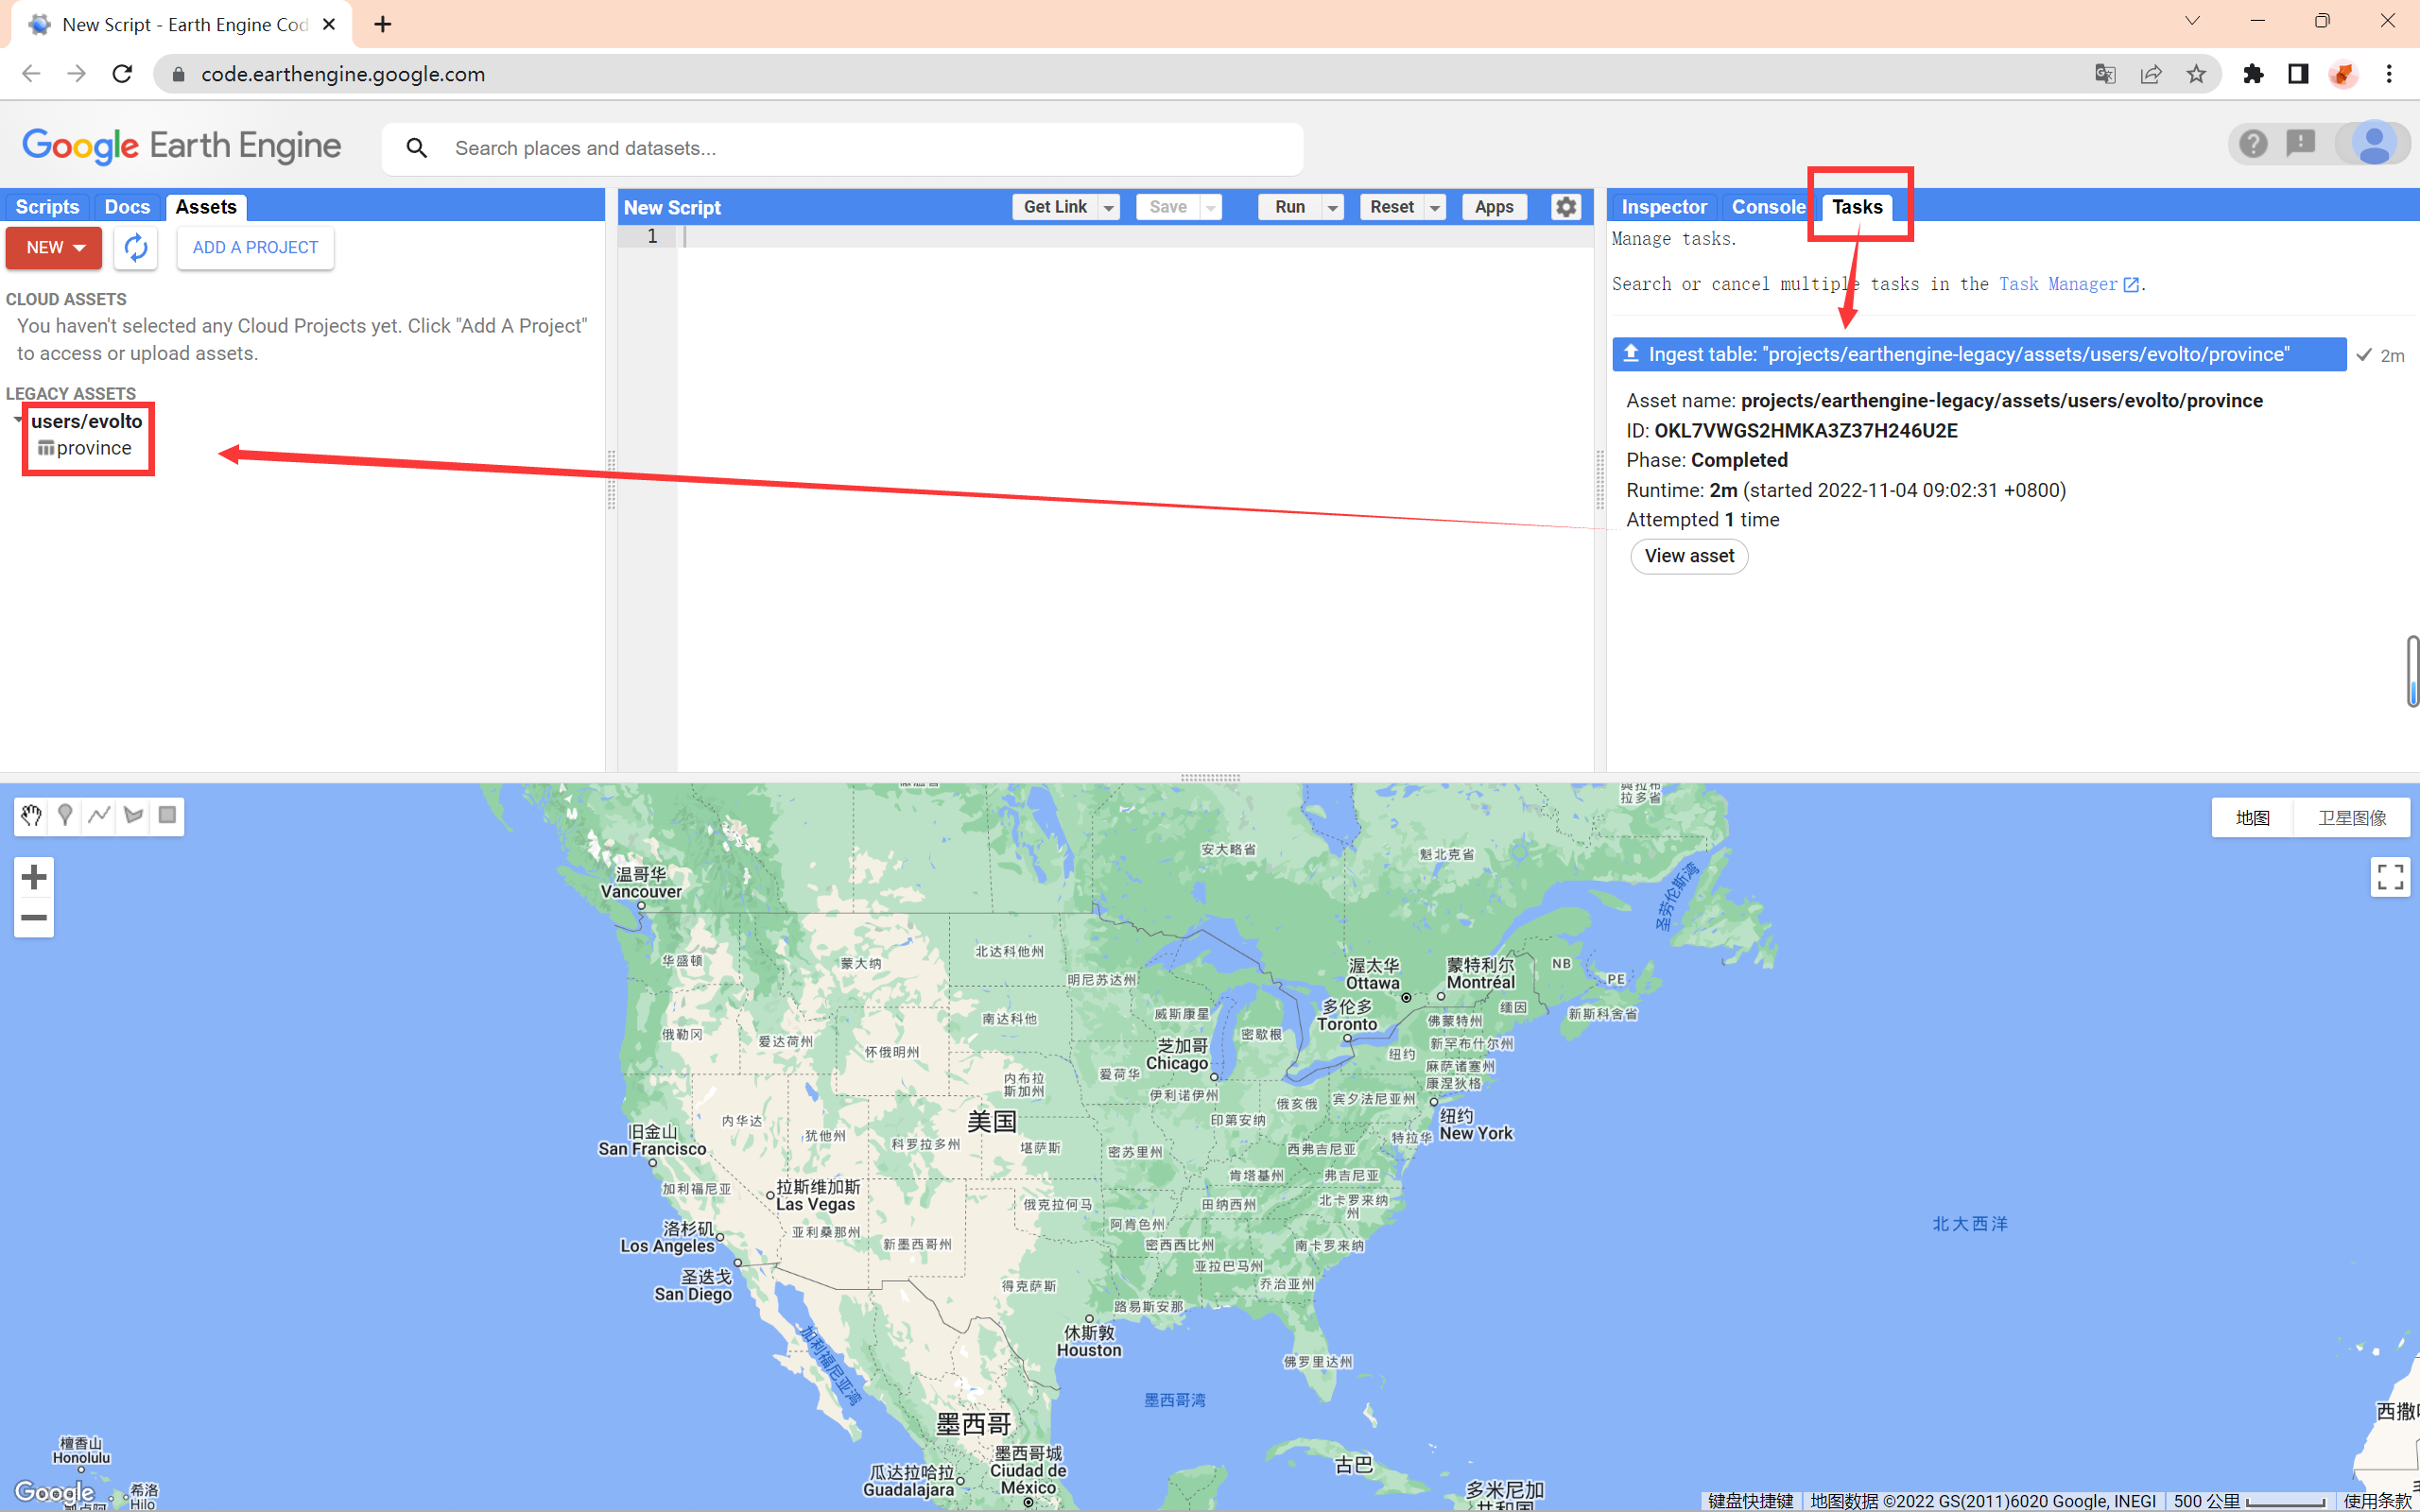 New Script - Earth Engine Cod
code.earthengine.google.com
Google Earth Engine
Search places and datasets...
Scripts Docs Assets
NEW
ADD A PROJECT
CLOUD ASSETS
You haven't selected any Cloud Projects yet. Click "Add A Project"
to access or upload assets.
LEGACY ASSETS
users/evolto
province
New Script
Get Link Save Run Reset Apps
1
Inspector Console Tasks
Manage tasks.
Search or cancel multiple tasks in the Task Manager.
Ingest table: "projects/earthengine-legacy/assets/users/evolto/province"
2m
Asset name: projects/earthengine-legacy/assets/users/evolto/province
ID: OKL7VWGS2HMKA3Z37H246U2E
Phase: Completed
Runtime: 2m (started 2022-11-04 09:02:31 +0800)
Attempted 1 time
View asset
地图 卫星图像
拉多省
安大略省
魁北克省
圣劳伦斯湾
温哥华
Vancouver
华盛顿
蒙大纳
北达科他州
明尼苏达州
渥太华
Ottawa
蒙特利尔
Montréal
NB
PE
缅因
新斯科舍省
俄勒冈
爱达荷州
怀俄明州
南达科他
威斯康星
密歇根
多伦多
Toronto
佛蒙特州
新罕布什尔州
纽约
麻萨诸塞州
康涅狄格
芝加哥
Chicago
爱荷华
内布拉
斯加州
伊利诺伊州
俄亥俄
宾夕法尼亚州
印第安纳
纽约
New York
内华达
犹他州
科罗拉多州
美国
堪萨斯
密苏里州
西弗吉尼亚
特拉华
旧金山
San Francisco
肯塔基州
弗吉尼亚
加利福尼亚
拉斯维加斯
Las Vegas
俄克拉何马
田纳西州
北卡罗来纳
州
阿肯色州
洛杉矶
Los Angeles
亚利桑那州
新墨西哥州
密西西比州
南卡罗来纳
亚拉巴马州
乔治亚州
圣迭戈
San Diego
得克萨斯
路易斯安那
北大西洋
休斯敦
Houston
加利福尼亚湾
佛罗里达州
墨西哥湾
墨西哥
墨西哥城
Ciudad de
México
瓜达拉哈拉
Guadalajara
古巴
多米尼加
共和国
檀香山
Honolulu
希洛
Hilo
西撒
Google
键盘快捷键 地图数据 ©2022 GS(2011)6020 Google, INEGI 500 公里 使用条款